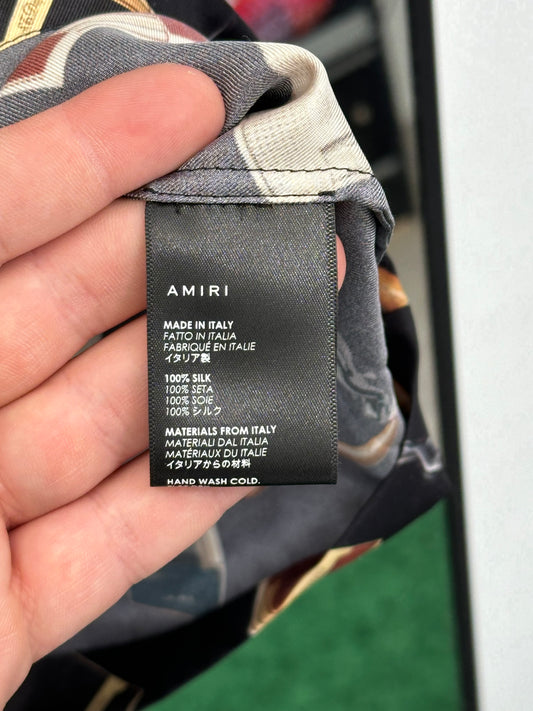 AMIRI
MADE IN ITALY
FATTO IN ITALIA
FABRIQUÉ EN ITALIE
イタリア製
100% SILK
100% SETA
100% SOIE
100% シルク
MATERIALS FROM ITALY
MATERIALI DAL ITALIA
MATÉRIAUX DU ITALIE
イタリアからの材料
HAND WASH COLD.